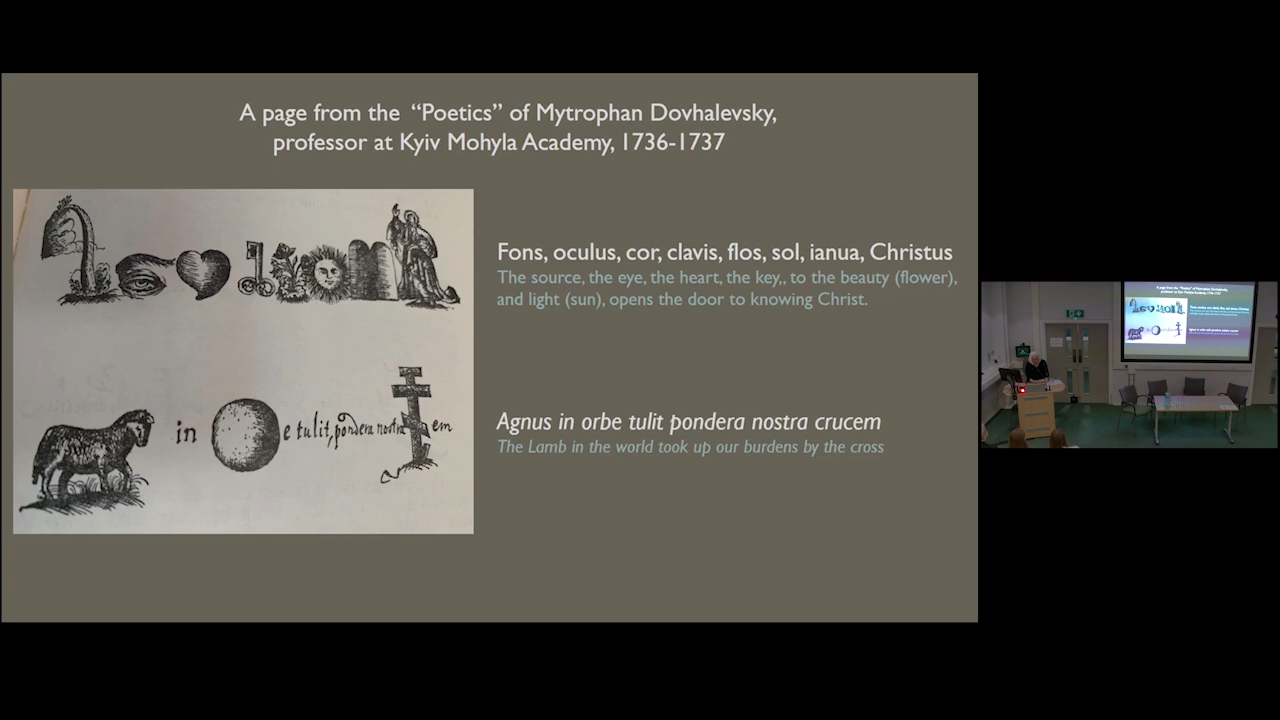 A page from the “Poetics” of Mytrophan Dovhalevsky,
professor at Kyiv Mohyla Academy, 1736-1737
Fons, oculus, cor, clavis, flos, sol, ianua, Christus
The source, the eye, the heart, the key,, to the beauty (flower),
and light (sun), opens the door to knowing Christ.
in e tulit, pondera nostra em
Agnus in orbe tulit pondera nostra crucem
The Lamb in the world took up our burdens by the cross